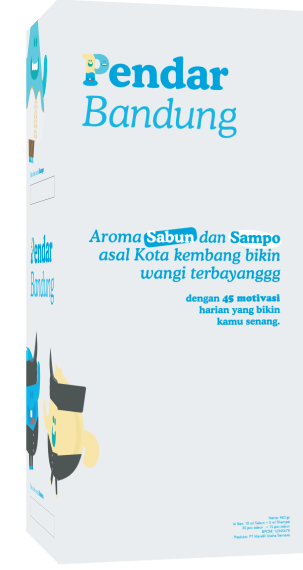 Pendar
Bandung
Aroma Sabun dan Sampo
asal Kota kembang bikin
wangi terbayanggg
dengan 45 motivasi
harian yang bikin
kamu senang.
Pendar
Bandung